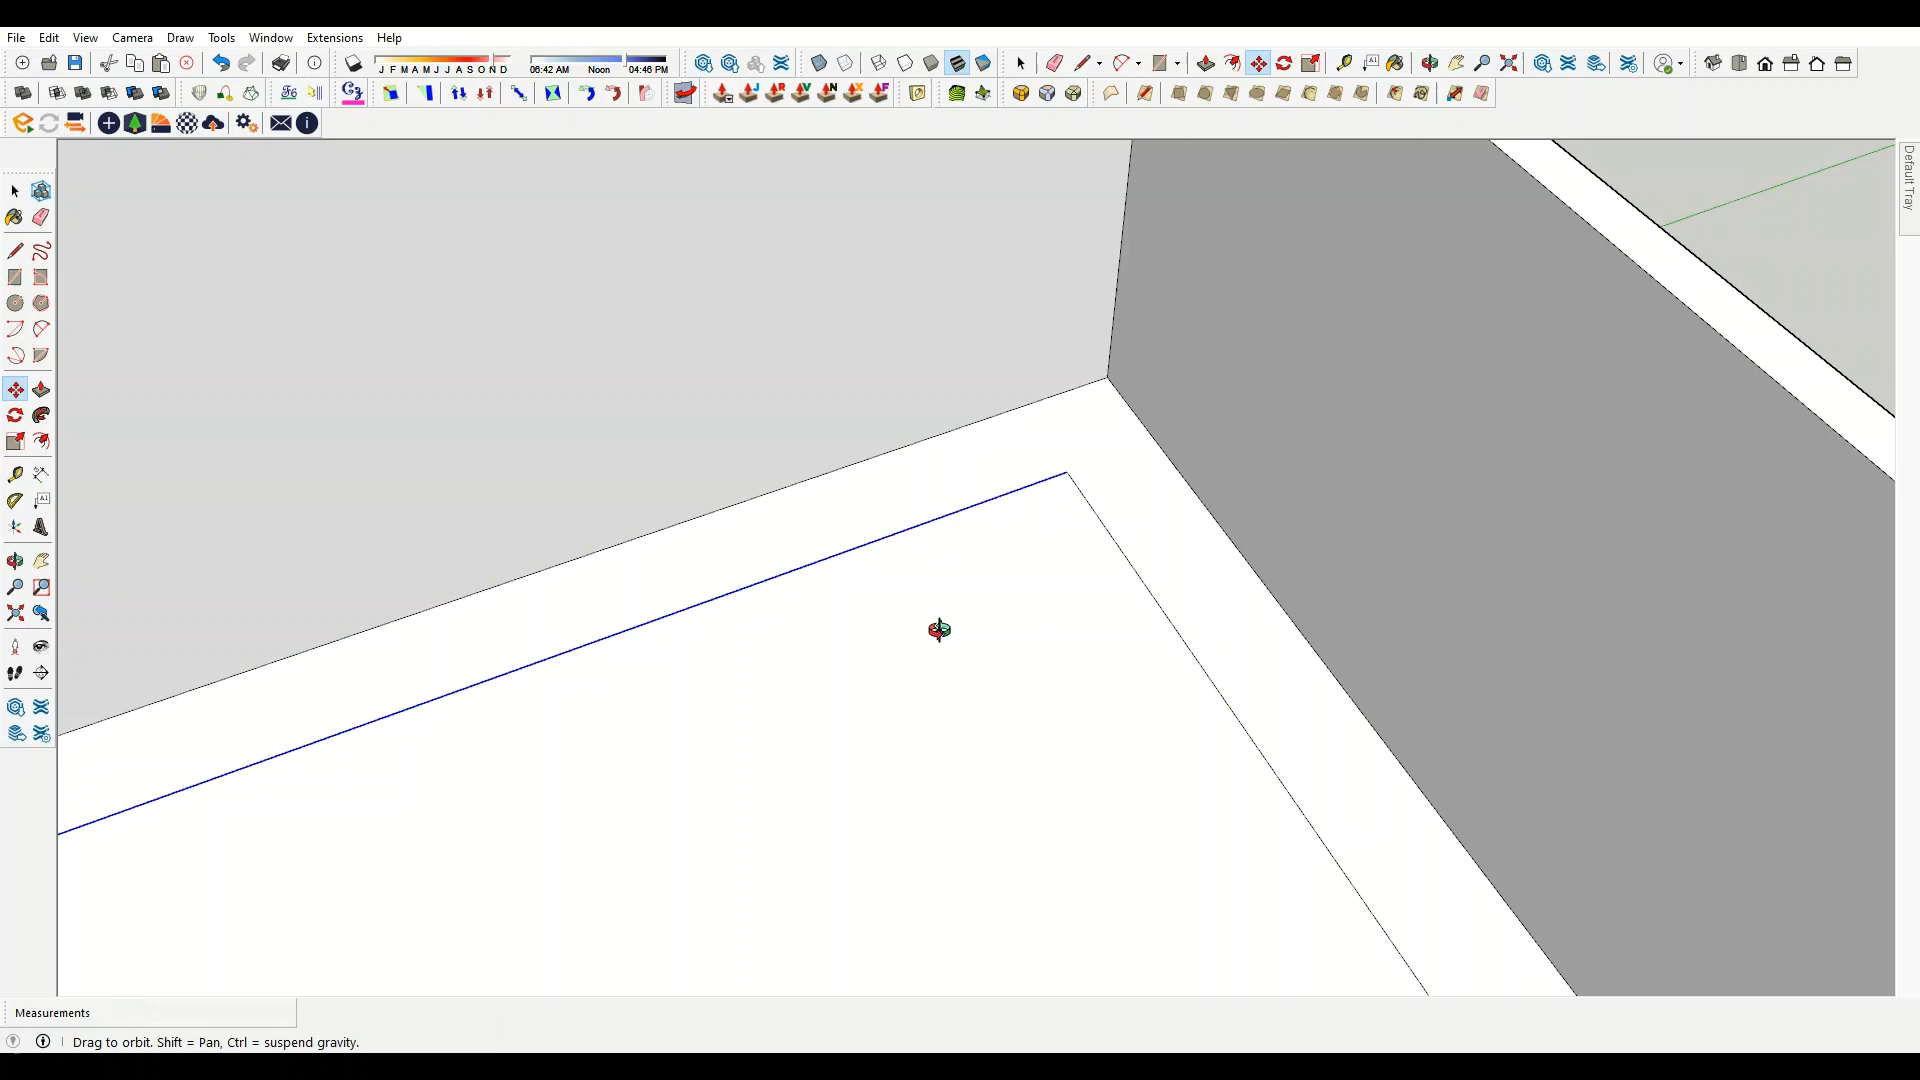 File Edit View Camera Draw Tools Window Extensions Help
J F M A M J J A S O N D
06:42 AM Noon 04:46 PM
Default Tray
Measurements
Drag to orbit. Shift = Pan, Ctrl = suspend gravity.